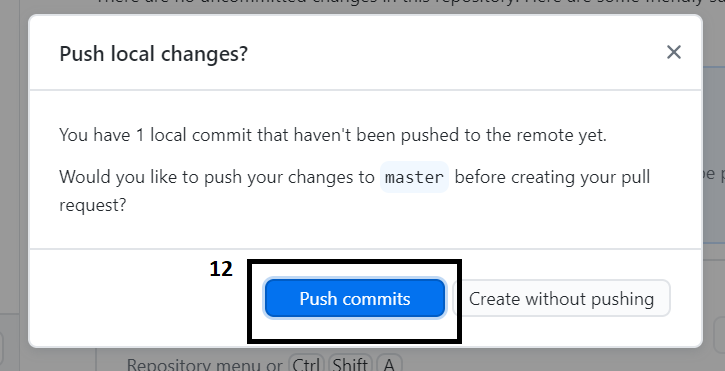 There are no uncommitted changes in this repository. Here are some friendly su
Push local changes?
You have 1 local commit that haven't been pushed to the remote yet.
Would you like to push your changes to master before creating your pull
request?
12
Push commits
Create without pushing
Repository menu or Ctrl Shift A